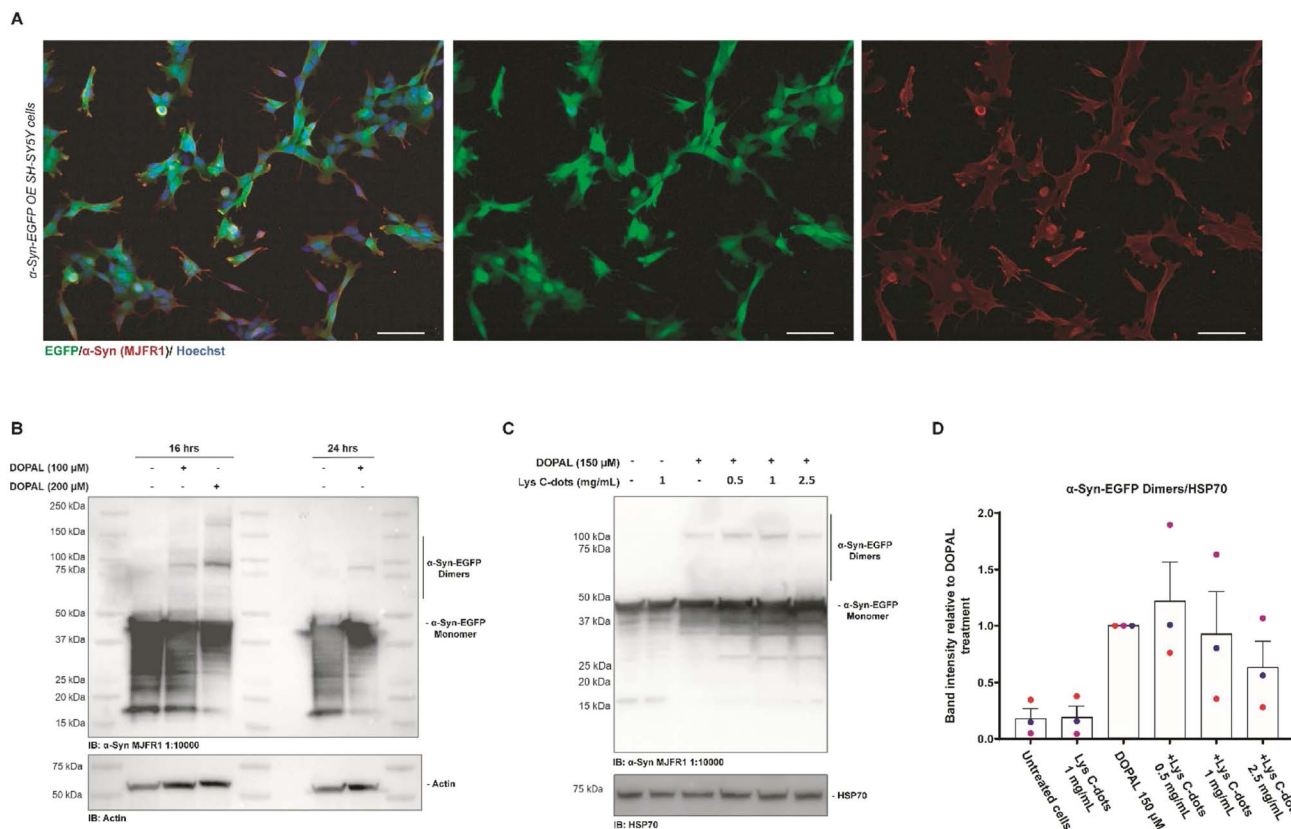 A
α-Syn-EGFP OE SH-SY5Y cells
EGFP/α-Syn (MJFR1)/ Hoechst
B
16 hrs
24 hrs
DOPAL (100 µM) - + - - +
DOPAL (200 µM) - - + - -
250 kDa
150 kDa
100 kDa
75 kDa
50 kDa
37 kDa
25 kDa
20 kDa
15 kDa
α-Syn-EGFP
Dimers
- α-Syn-EGFP
Monomer
IB: α-Syn MJFR1 1:10000
75 kDa
50 kDa
- Actin
IB: Actin
C
DOPAL (150 µM) - - + + + +
Lys C-dots (mg/mL) - 1 - 0.5 1 2.5
100 kDa
75 kDa
50 kDa
37 kDa
25 kDa
20 kDa
15 kDa
α-Syn-EGFP
Dimers
- α-Syn-EGFP
Monomer
IB: α-Syn MJFR1 1:10000
75 kDa
- HSP70
IB: HSP70
D
α-Syn-EGFP Dimers/HSP70
Band intensity relative to DOPAL
treatment
2.0
1.5
1.0
0.5
0.0
Untreated cells
Lys C-dots
1 mg/mL
DOPAL 150 µM
+Lys C-dots
0.5 mg/mL
+Lys C-dots
1 mg/mL
+Lys C-dots
2.5 mg/mL